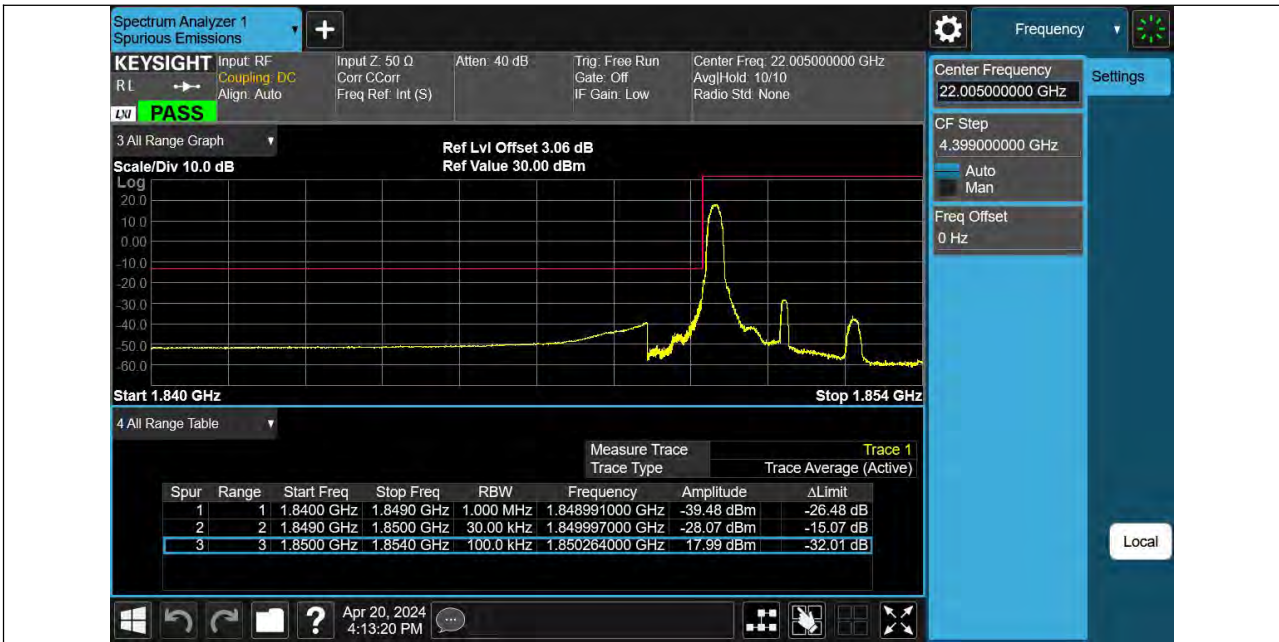 Spectrum Analyzer 1
Spurious Emissions
Frequency
KEYSIGHT
RL
LXI PASS
Input: RF
Coupling: DC
Align: Auto
Input Z: 50 Ω
Corr CCorr
Freq Ref: Int (S)
Atten: 40 dB
Trig: Free Run
Gate: Off
IF Gain: Low
Center Freq: 22.005000000 GHz
Avg|Hold: 10/10
Radio Std: None
Center Frequency
22.005000000 GHz
Settings
CF Step
4.399000000 GHz
Auto
Man
Freq Offset
0 Hz
3 All Range Graph
Scale/Div 10.0 dB
Ref Lvl Offset 3.06 dB
Ref Value 30.00 dBm
Log
20.0
10.0
0.00
-10.0
-20.0
-30.0
-40.0
-50.0
-60.0
Start 1.840 GHz
Stop 1.854 GHz
4 All Range Table
Measure Trace Trace 1
Trace Type Trace Average (Active)
Spur Range Start Freq Stop Freq RBW Frequency Amplitude ΔLimit
1 1 1.8400 GHz 1.8490 GHz 1.000 MHz 1.848991000 GHz -39.48 dBm -26.48 dB
2 2 1.8490 GHz 1.8500 GHz 30.00 kHz 1.849997000 GHz -28.07 dBm -15.07 dB
3 3 1.8500 GHz 1.8540 GHz 100.0 kHz 1.850264000 GHz 17.99 dBm -32.01 dB
Local
Apr 20, 2024
4:13:20 PM